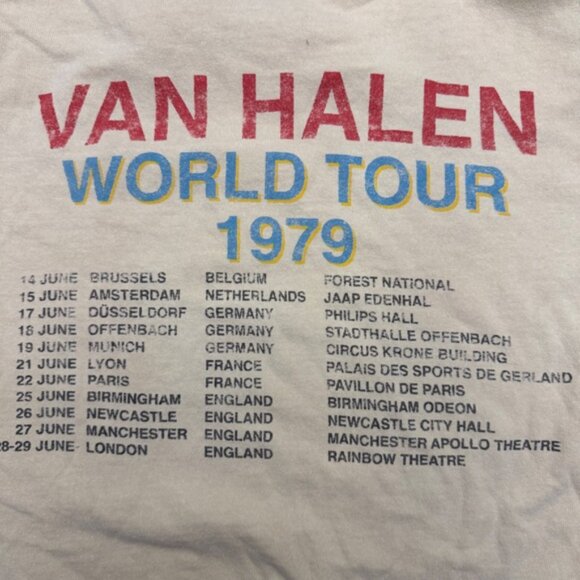 VAN HALEN
WORLD TOUR
1979
14 JUNE BRUSSELS BELGIUM FOREST NATIONAL
15 JUNE AMSTERDAM NETHERLANDS JAAP EDENHAL
17 JUNE DÜSSELDORF GERMANY PHILIPS HALL
18 JUNE OFFENBACH GERMANY STADTHALLE OFFENBACH
19 JUNE MUNICH GERMANY CIRCUS KRONE BUILDING
21 JUNE LYON FRANCE PALAIS DES SPORTS DE GERLAND
22 JUNE PARIS FRANCE PAVILLON DE PARIS
25 JUNE BIRMINGHAM ENGLAND BIRMINGHAM ODEON
26 JUNE NEWCASTLE ENGLAND NEWCASTLE CITY HALL
27 JUNE MANCHESTER ENGLAND MANCHESTER APOLLO THEATRE
28-29 JUNE LONDON ENGLAND RAINBOW THEATRE